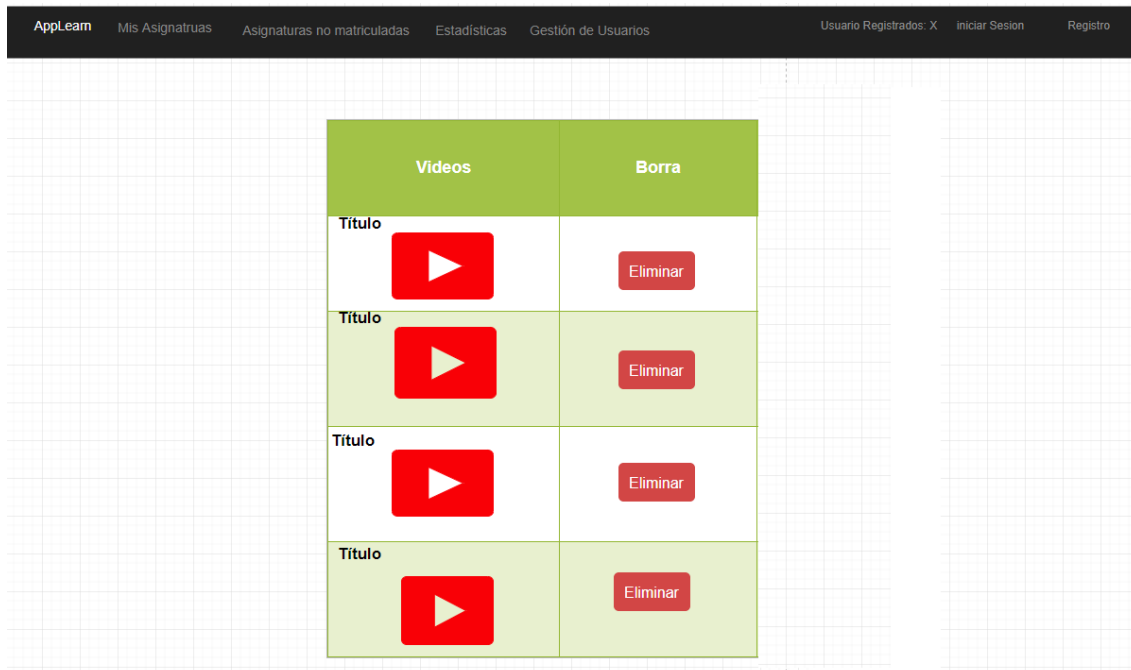 AppLearn Mis Asignatruas Asignaturas no matriculadas Estadísticas Gestión de Usuarios Usuario Registrados: X iniciar Sesion Registro
Videos Borra
Título
Eliminar
Título
Eliminar
Título
Eliminar
Título
Eliminar